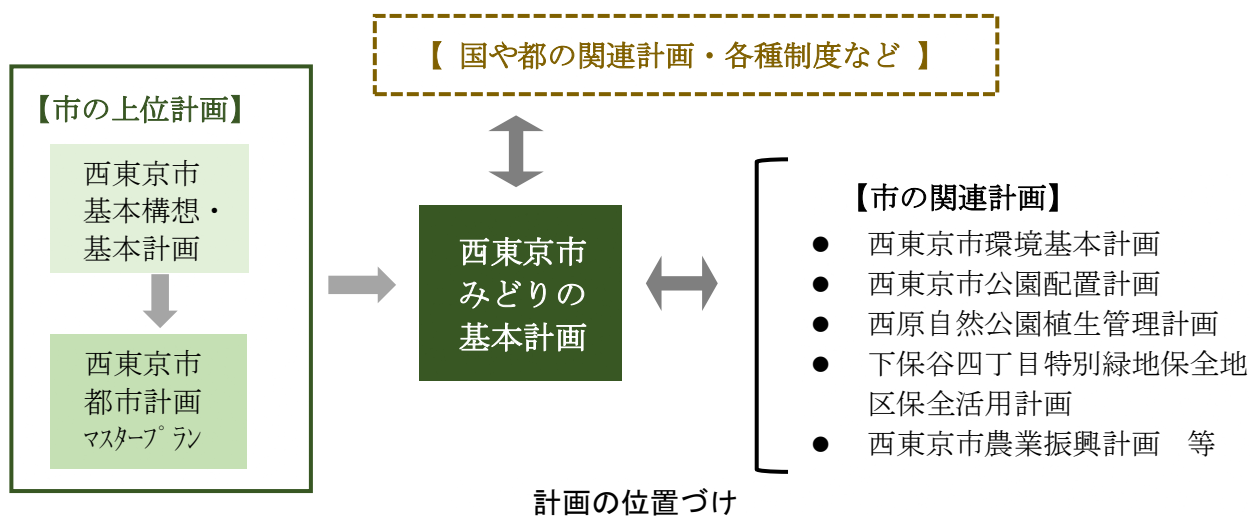 【 国や都の関連計画・各種制度など 】
【市の上位計画】
西東京市
基本構想・
基本計画
西東京市
都市計画
ﾏｽﾀｰﾌﾟﾗﾝ
西東京市
みどりの
基本計画
【市の関連計画】
● 西東京市環境基本計画
● 西東京市公園配置計画
● 西原自然公園植生管理計画
● 下保谷四丁目特別緑地保全地
区保全活用計画
● 西東京市農業振興計画　等
計画の位置づけ